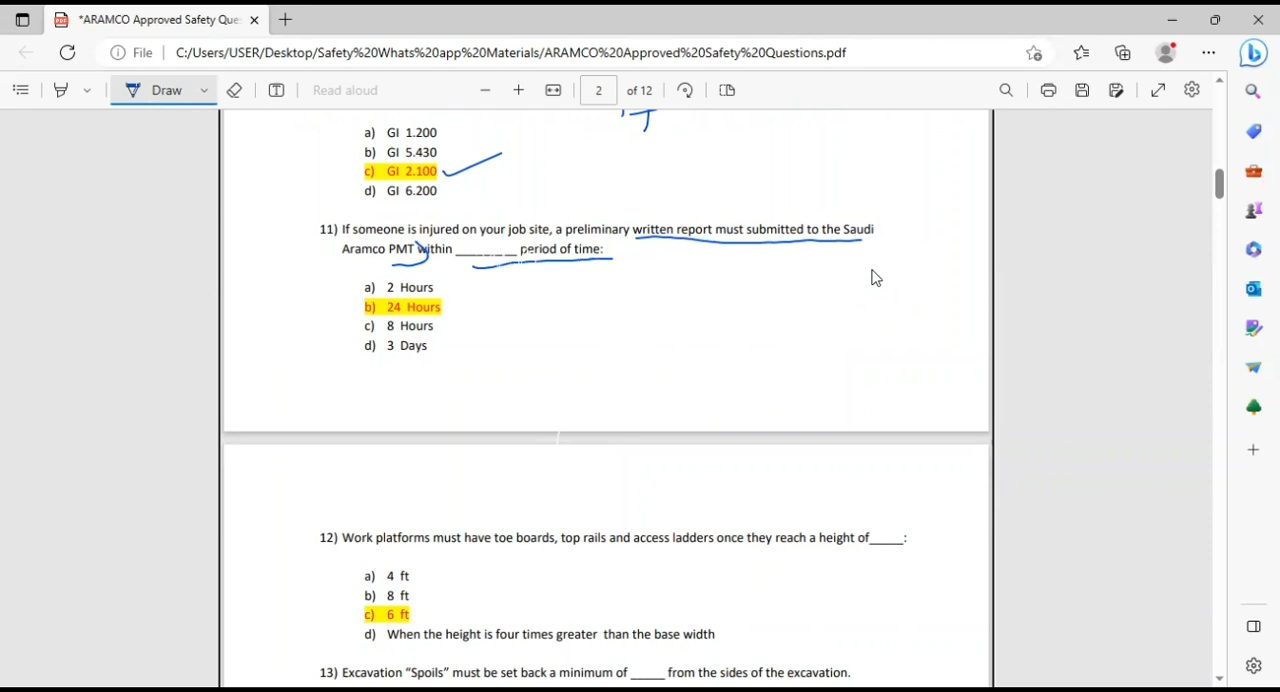 *ARAMCO Approved Safety Que
File
C:/Users/USER/Desktop/Safety%20Whats%20app%20Materials/ARAMCO%20Approved%20Safety%20Questions.pdf
Draw
Read aloud
2
of 12
a) GI 1.200
b) GI 5.430
c) GI 2.100
d) GI 6.200
11) If someone is injured on your job site, a preliminary written report must submitted to the Saudi
Aramco PMT within ________ period of time:
a) 2 Hours
b) 24 Hours
c) 8 Hours
d) 3 Days
12) Work platforms must have toe boards, top rails and access ladders once they reach a height of_____:
a) 4 ft
b) 8 ft
c) 6 ft
d) When the height is four times greater than the base width
13) Excavation “Spoils” must be set back a minimum of _____ from the sides of the excavation.